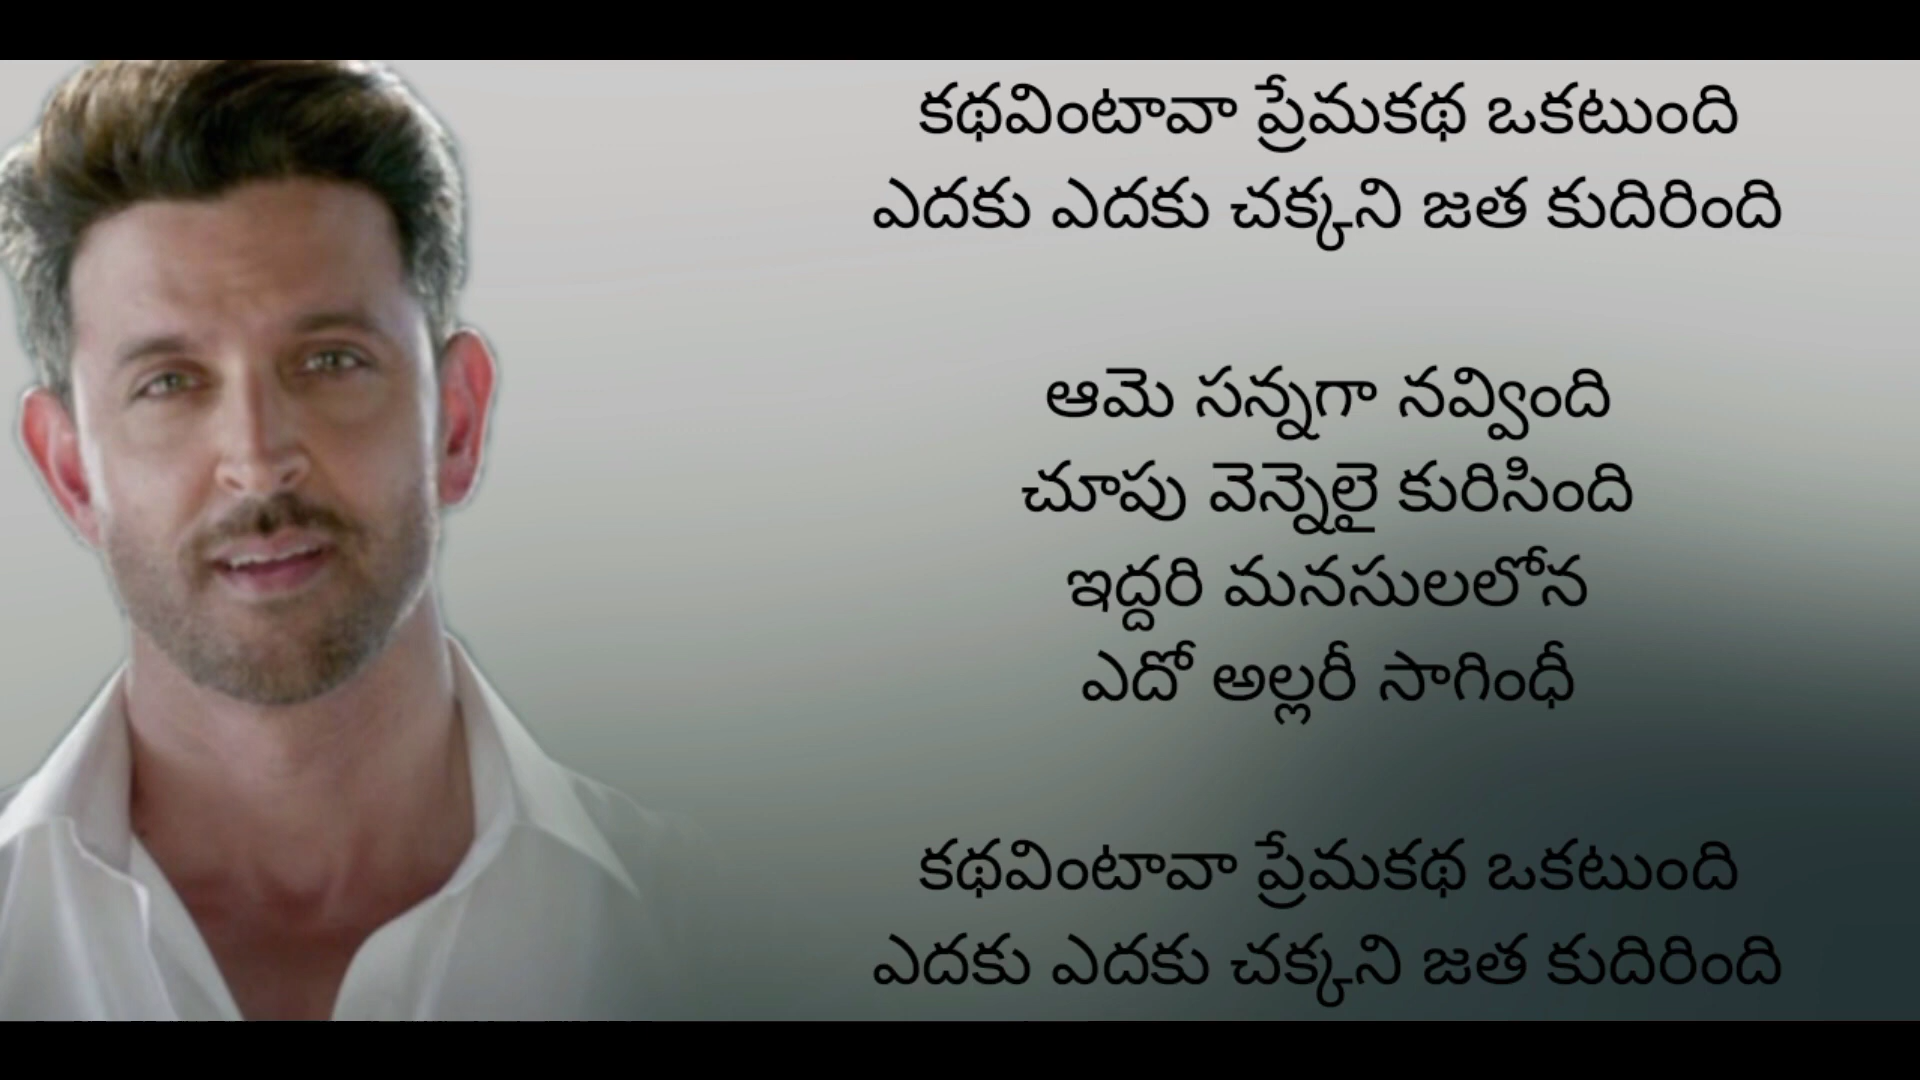 కథవింటావా ప్రేమకథ ఒకటుంది
ఎదకు ఎదకు చక్కని జత కుదిరింది
ఆమె సన్నగా నవ్వింది
చూపు వెన్నెలై కురిసింది
ఇద్దరి మనసులలోన
ఎదో అల్లరీ సాగింధీ
కథవింటావా ప్రేమకథ ఒకటుంది
ఎదకు ఎదకు చక్కని జత కుదిరింది